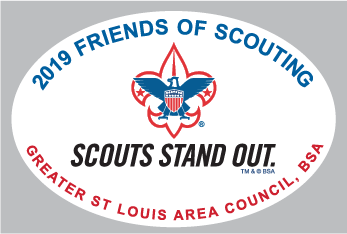 2019 FRIENDS OF SCOUTING
®
SCOUTS STAND OUT.
TM & © BSA
GREATER ST LOUIS AREA COUNCIL, BSA